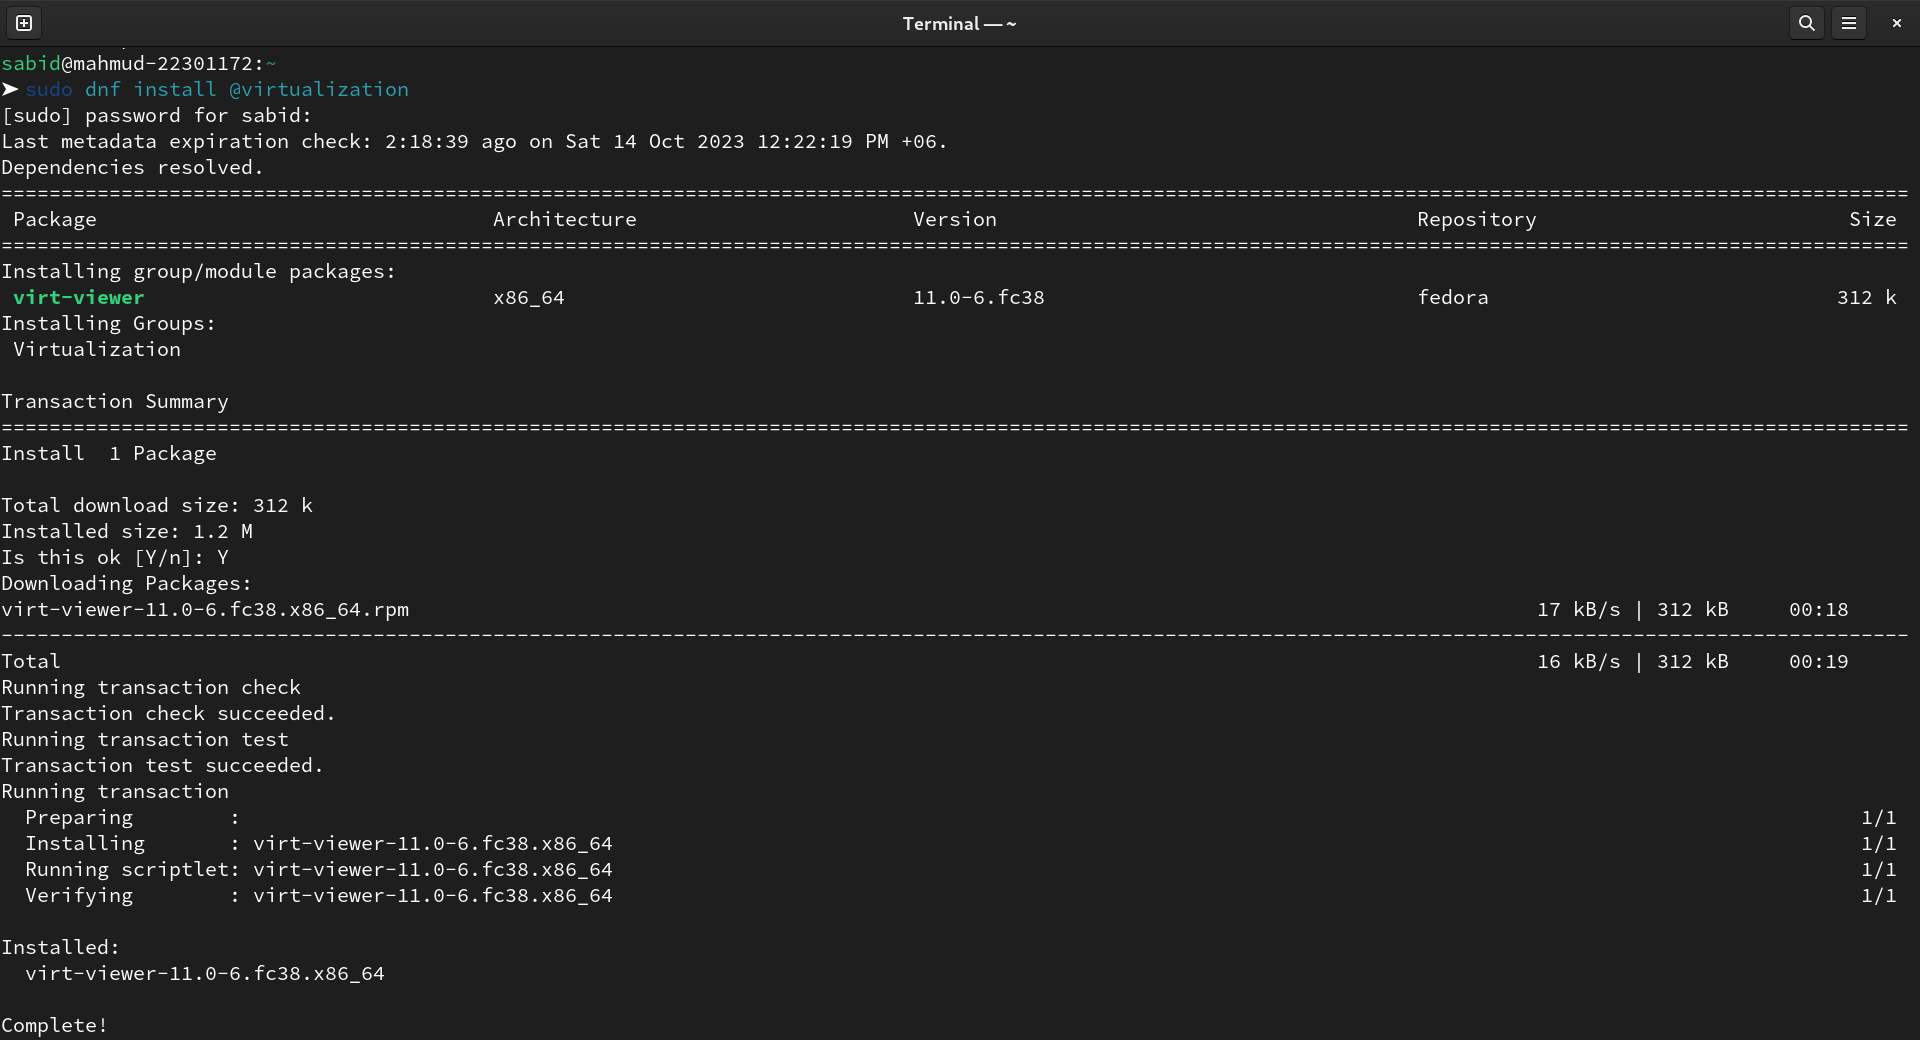 Terminal — ~
sabid@mahmud-22301172:~
➤ sudo dnf install @virtualization
[sudo] password for sabid:
Last metadata expiration check: 2:18:39 ago on Sat 14 Oct 2023 12:22:19 PM +06.
Dependencies resolved.
================================================================================
Package Architecture Version Repository Size
================================================================================
Installing group/module packages:
virt-viewer x86_64 11.0-6.fc38 fedora 312 k
Installing Groups:
Virtualization
Transaction Summary
================================================================================
Install 1 Package
Total download size: 312 k
Installed size: 1.2 M
Is this ok [Y/n]: Y
Downloading Packages:
virt-viewer-11.0-6.fc38.x86_64.rpm 17 kB/s | 312 kB 00:18
--------------------------------------------------------------------------------
Total 16 kB/s | 312 kB 00:19
Running transaction check
Transaction check succeeded.
Running transaction test
Transaction test succeeded.
Running transaction
Preparing : 1/1
Installing : virt-viewer-11.0-6.fc38.x86_64 1/1
Running scriptlet: virt-viewer-11.0-6.fc38.x86_64 1/1
Verifying : virt-viewer-11.0-6.fc38.x86_64 1/1
Installed:
virt-viewer-11.0-6.fc38.x86_64
Complete!